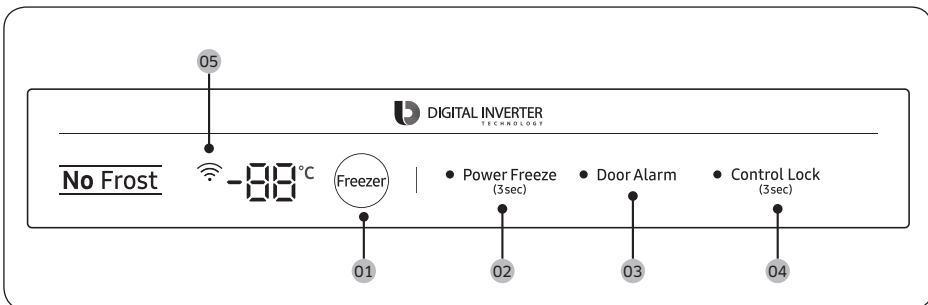 05
DIGITAL INVERTER
TECHNOLOGY
No Frost
-88°C
Freezer
Power Freeze
(3sec)
Door Alarm
Control Lock
(3sec)
01
02
03
04